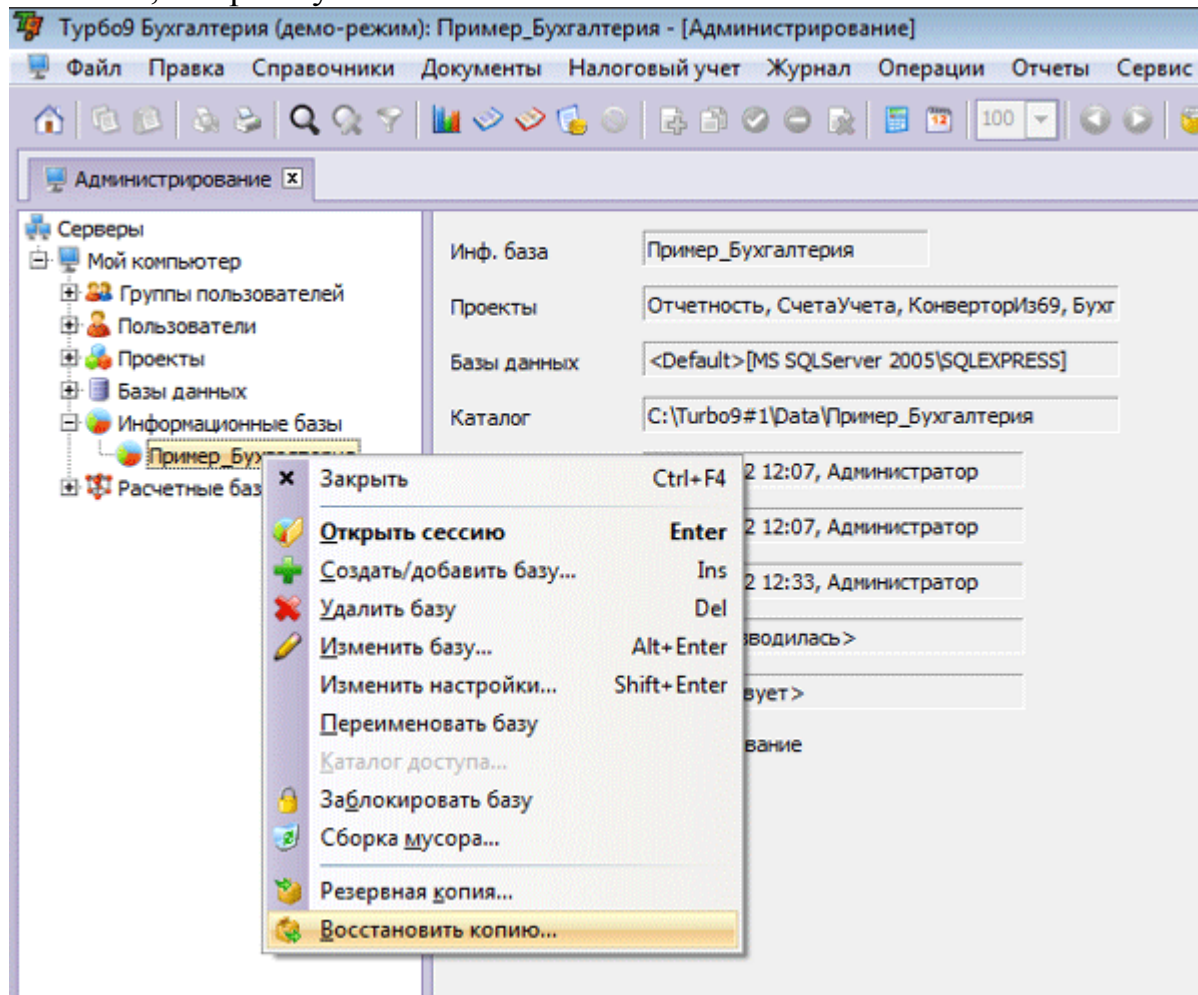 Турбо9 Бухгалтерия (демо-режим): Пример_Бухгалтерия - [Администрирование]
Файл Правка Справочники Документы Налоговый учет Журнал Операции Отчеты Сервис
12 100
Администрирование
Серверы
Мой компьютер
Группы пользователей
Пользователи
Проекты
Базы данных
Информационные базы
Пример_Бухгалтерия
Расчетные баз
Инф. база Пример_Бухгалтерия
Проекты Отчетность, СчетаУчета, КонверторИз69, Бухг
Базы данных <Default>[MS SQLServer 2005\SQLEXPRESS]
Каталог C:\Turbo9#1\Data\Пример_Бухгалтерия
2 12:07, Администратор
2 12:07, Администратор
2 12:33, Администратор
зводилась>
вует>
вание
Закрыть Ctrl+F4
Открыть сессию Enter
Создать/добавить базу... Ins
Удалить базу Del
Изменить базу... Alt+Enter
Изменить настройки... Shift+Enter
Переименовать базу
Каталог доступа...
Заблокировать базу
Сборка мусора...
Резервная копия...
Восстановить копию...